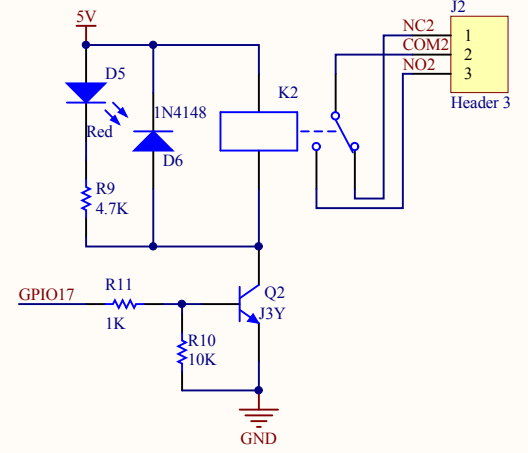 J2
5V
NC2
1
COM2
2
NO2
3
D5
K2
Header 3
1N4148
Red
D6
R9
4.7K
R11
Q2
GPIO17
J3Y
1K
R10
10K
GND